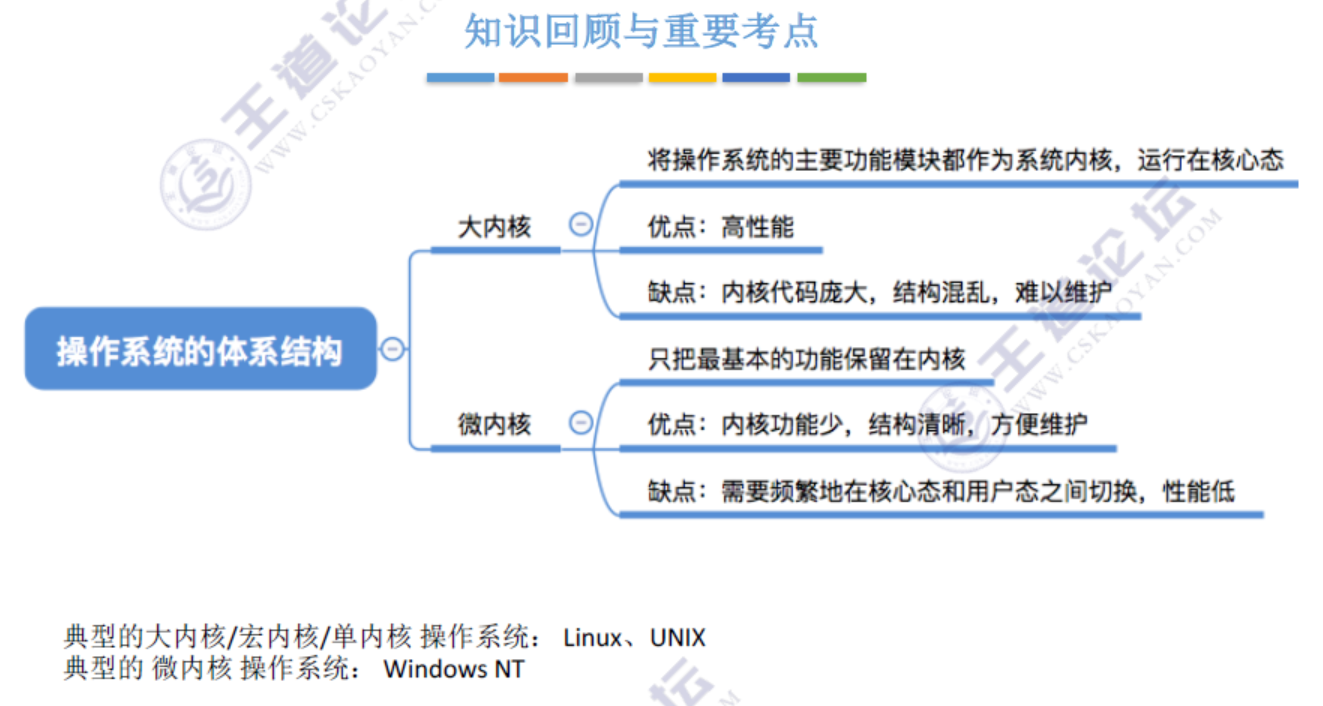 知识回顾与重要考点
将操作系统的主要功能模块都作为系统内核，运行在核心态
大内核
优点：高性能
缺点：内核代码庞大，结构混乱，难以维护
操作系统的体系结构
只把最基本的功能保留在内核
微内核
优点：内核功能少，结构清晰，方便维护
缺点：需要频繁地在核心态和用户态之间切换，性能低
典型的大内核/宏内核/单内核 操作系统： Linux、UNIX
典型的 微内核 操作系统： Windows NT
王道论
WWW.CSKAOYAN.C
王道论坛
WWW.CSKAOYAN.COM
坛